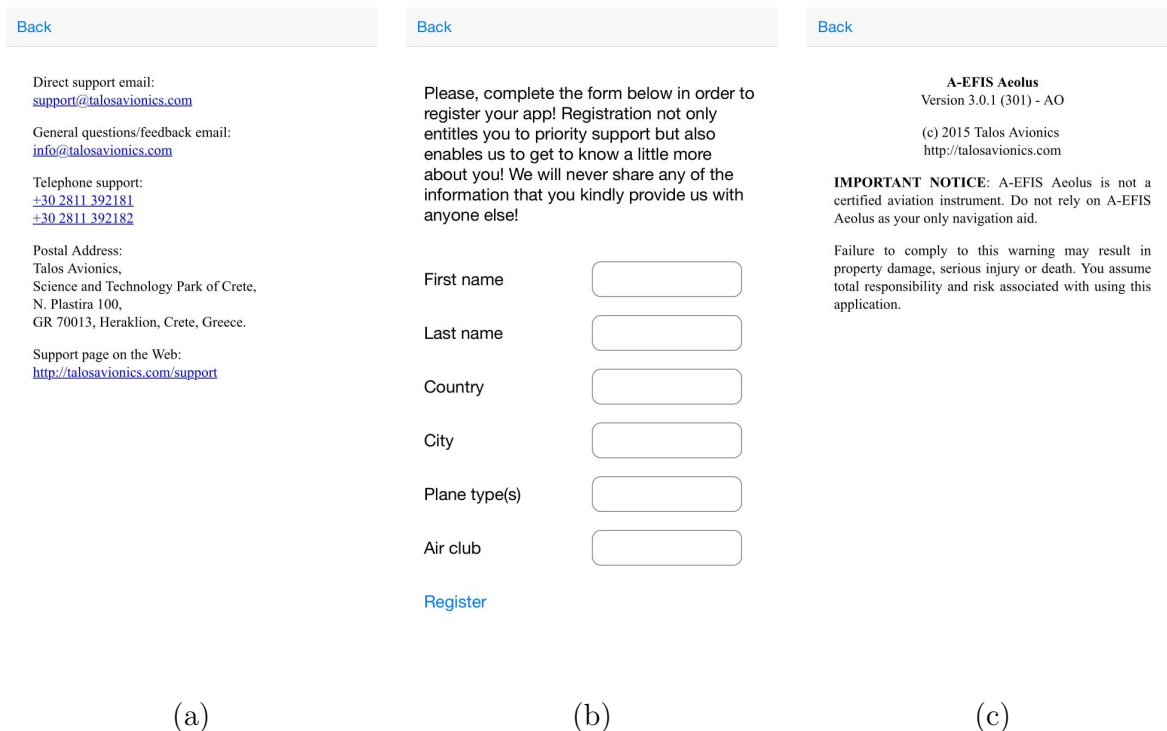 Back
Direct support email:
support@talosavionics.com
General questions/feedback email:
info@talosavionics.com
Telephone support:
+30 2811 392181
+30 2811 392182
Postal Address:
Talos Avionics,
Science and Technology Park of Crete,
N. Plastira 100,
GR 70013, Heraklion, Crete, Greece.
Support page on the Web:
http://talosavionics.com/support
(a)
Back
Please, complete the form below in order to
register your app! Registration not only
entitles you to priority support but also
enables us to get to know a little more
about you! We will never share any of the
information that you kindly provide us with
anyone else!
First name
Last name
Country
City
Plane type(s)
Air club
Register
(b)
Back
A-EFIS Aeolus
Version 3.0.1 (301) - AO
(c) 2015 Talos Avionics
http://talosavionics.com
IMPORTANT NOTICE: A-EFIS Aeolus is not a
certified aviation instrument. Do not rely on A-EFIS
Aeolus as your only navigation aid.
Failure to comply to this warning may result in
property damage, serious injury or death. You assume
total responsibility and risk associated with using this
application.
(c)